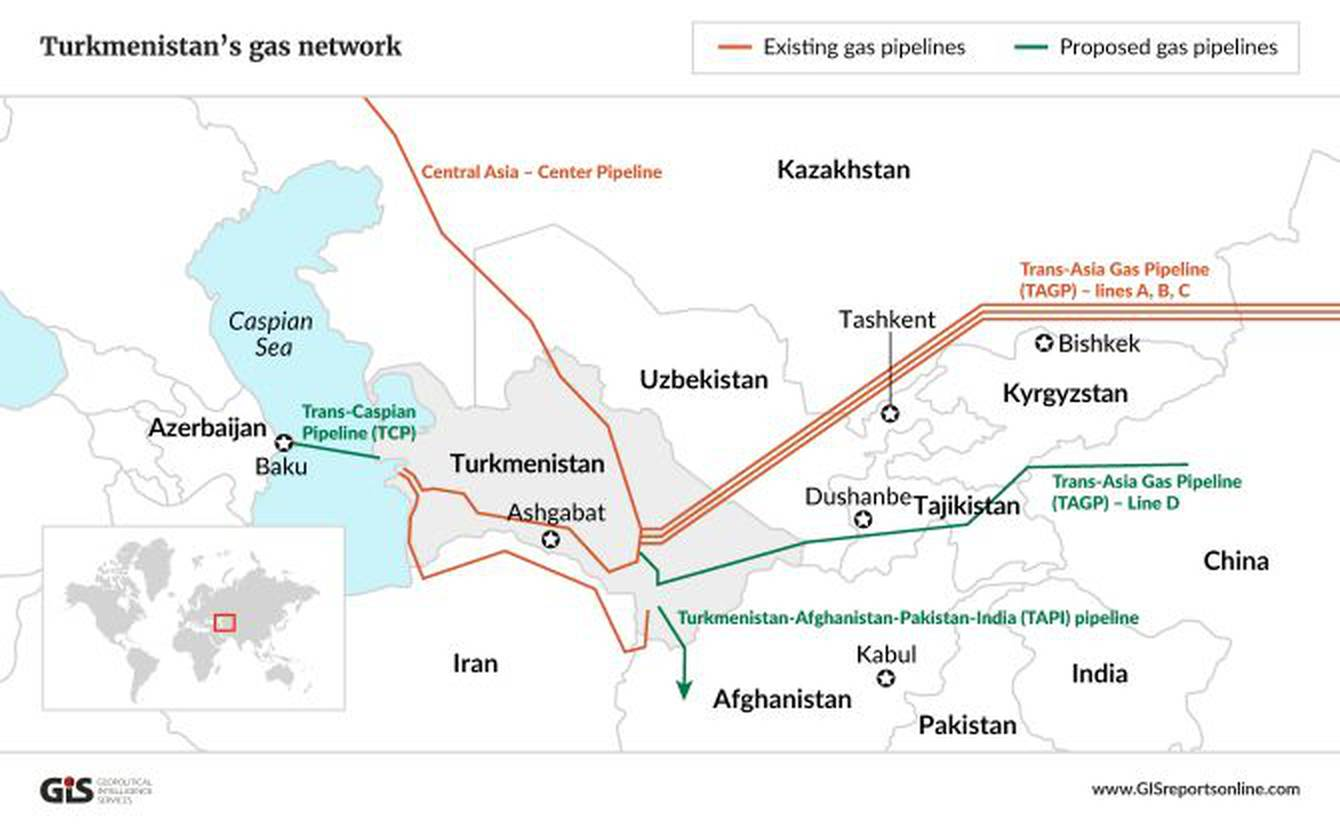 Turkmenistan’s gas network
Existing gas pipelines
Proposed gas pipelines
Central Asia – Center Pipeline
Kazakhstan
Trans-Asia Gas Pipeline
(TAGP) – lines A, B, C
Caspian
Sea
Tashkent
Bishkek
Uzbekistan
Kyrgyzstan
Trans-Caspian
Pipeline (TCP)
Azerbaijan
Baku
Turkmenistan
Ashgabat
Dushanbe
Tajikistan
Trans-Asia Gas Pipeline
(TAGP) – Line D
China
Turkmenistan-Afghanistan-Pakistan-India (TAPI) pipeline
Iran
Kabul
India
Afghanistan
Pakistan
GIS
GEOPOLITICAL
INTELLIGENCE
SERVICES
www.GISreportsonline.com